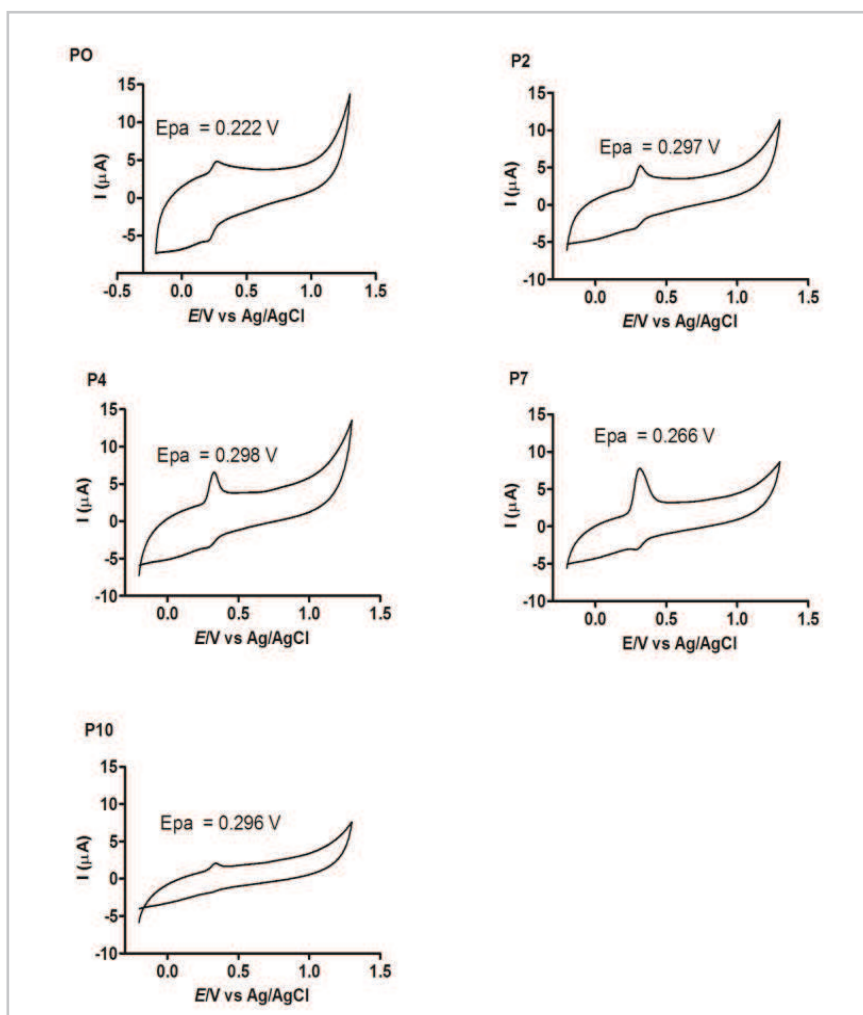 PO
15
10
5
0
-5
I (µA)
Epa = 0.222 V
-0.5 0.0 0.5 1.0 1.5
E/V vs Ag/AgCl
P2
15
10
5
0
-5
-10
I (µA)
Epa = 0.297 V
0.0 0.5 1.0 1.5
E/V vs Ag/AgCl
P4
15
10
5
0
-5
-10
I (µA)
Epa = 0.298 V
0.0 0.5 1.0 1.5
E/V vs Ag/AgCl
P7
15
10
5
0
-5
-10
I (µA)
Epa = 0.266 V
0.0 0.5 1.0 1.5
E/V vs Ag/AgCl
P10
15
10
5
0
-5
-10
I (µA)
Epa = 0.296 V
0.0 0.5 1.0 1.5
E/V vs Ag/AgCl